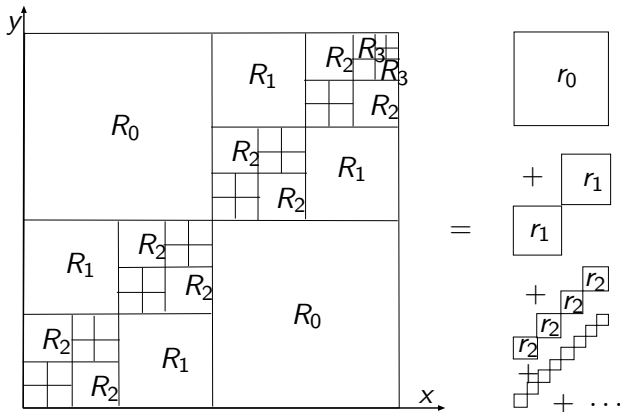 y
R₂ R₃
R₁ R₃
R₂
R₀
R₂ R₁
R₂
=
R₂
R₁ R₂
R₀
R₂ R₁
R₂
x
r₀
+ r₁
r₁
r₂
+ r₂
r₂
r₂
+
+ ...